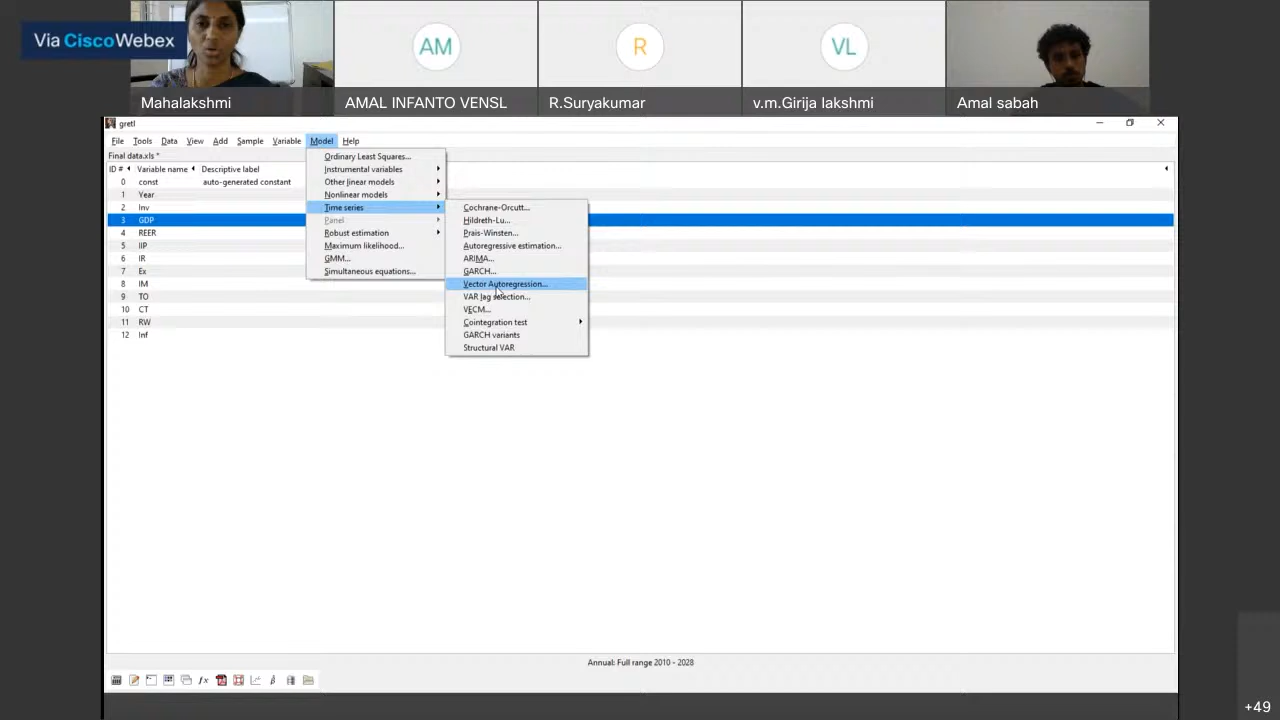 Via Cisco Webex
AM
R
VL
Mahalakshmi
AMAL INFANTO VENSL
R.Suryakumar
v.m.Girija lakshmi
Amal sabah
gretl
File Tools Data View Add Sample Variable Model Help
Final data.xls *
ID # Variable name Descriptive label
0 const auto-generated constant
1 Year
2 Inv
3 GDP
4 REER
5 IIP
6 IR
7 Ex
8 IM
9 TO
10 CT
11 RW
12 Inf
Ordinary Least Squares...
Instrumental variables
Other linear models
Nonlinear models
Time series
Panel
Robust estimation
Maximum likelihood...
GMM...
Simultaneous equations...
Cochrane-Orcutt...
Hildreth-Lu...
Prais-Winsten...
Autoregressive estimation...
ARIMA...
GARCH...
Vector Autoregression...
VAR lag selection...
VECM...
Cointegration test
GARCH variants
Structural VAR
Annual: Full range 2010 - 2028
fx
β
+49